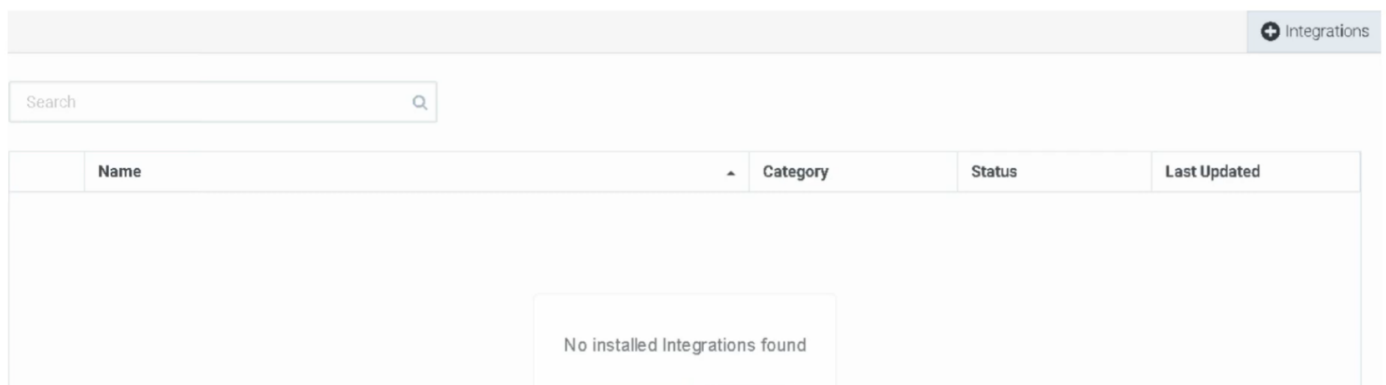 Integrations
Search
Name Category Status Last Updated
No installed Integrations found